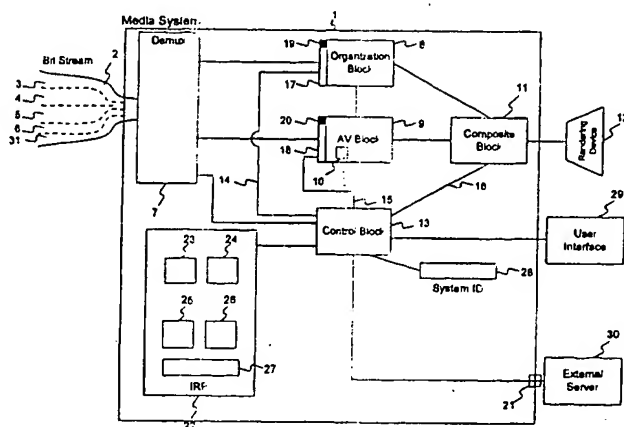 Media System
1
Demux
Bit Stream
2
3
4
5
6
31
7
19
8
Organization
Block
17
20
9
AV Block
18
10
11
Composite
Block
12
Rendering
Device
14
15
16
13
Control Block
28
System ID
29
User
Interface
23
24
25
26
27
IRP
22
21
30
External
Server